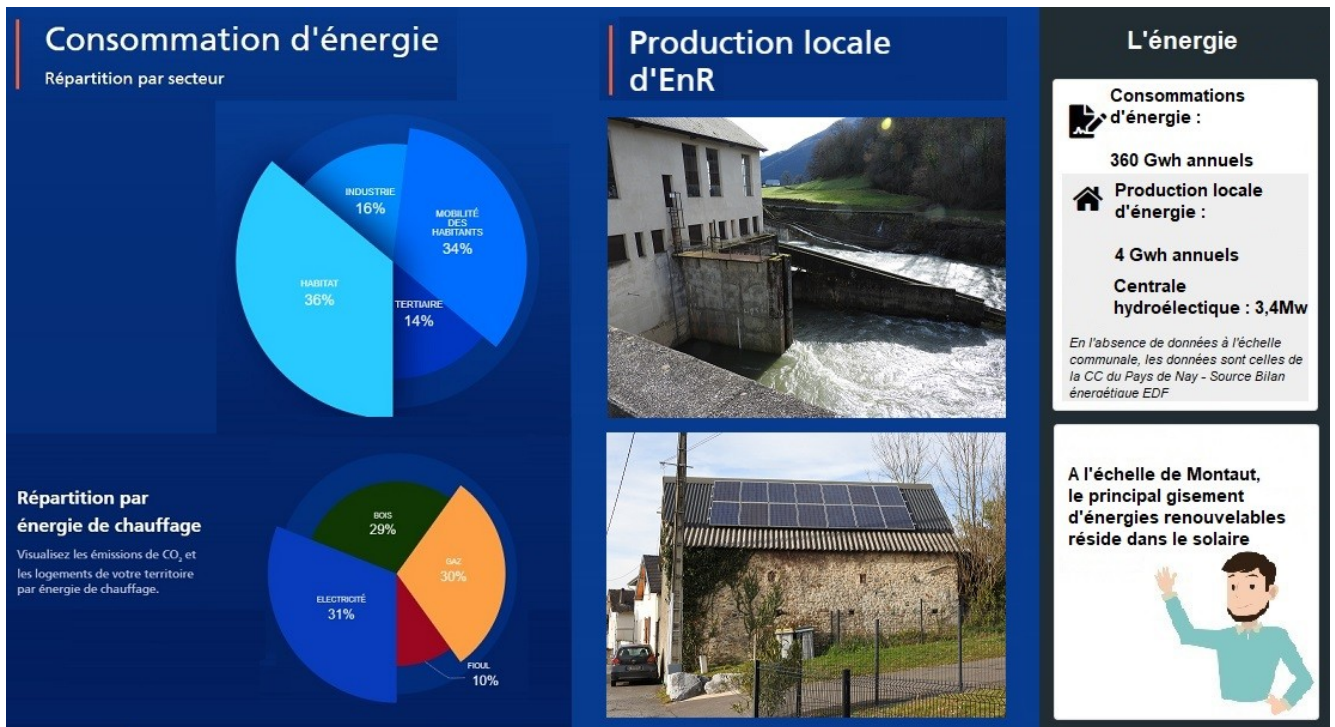 Consommation d'énergie
Répartition par secteur
INDUSTRIE
16%
MOBILITÉ
DES
HABITANTS
34%
HABITAT
36%
TERTIAIRE
14%
Répartition par
énergie de chauffage
Visualisez les émissions de CO₂ et
les logements de votre territoire
par énergie de chauffage.
BOIS
29%
GAZ
30%
ELECTRICITÉ
31%
FIOUL
10%
Production locale
d'EnR
L'énergie
Consommations
d'énergie :
360 Gwh annuels
Production locale
d'énergie :
4 Gwh annuels
Centrale
hydroélectrique : 3,4Mw
En l'absence de données à l'échelle
communale, les données sont celles de
la CC du Pays de Nay - Source Bilan
énergétique EDF
A l'échelle de Montaut,
le principal gisement
d'énergies renouvelables
réside dans le solaire